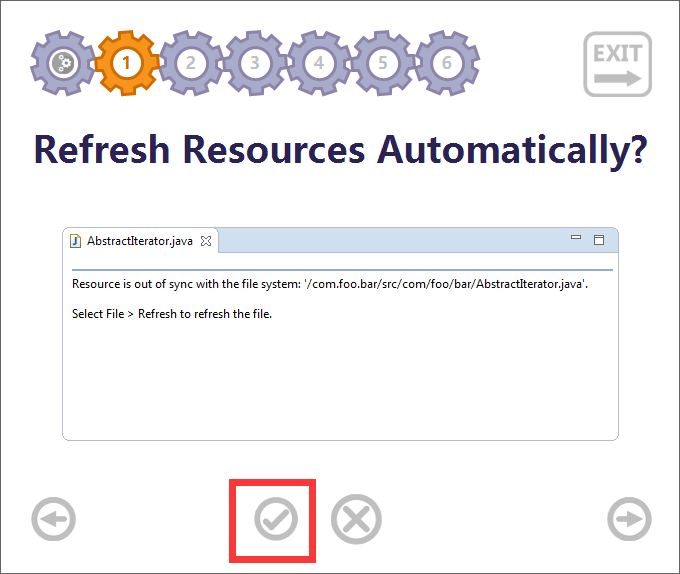 1 2 3 4 5 6
EXIT
Refresh Resources Automatically?
AbstractIterator.java
Resource is out of sync with the file system: '/com.foo.bar/src/com/foo/bar/AbstractIterator.java'.
Select File > Refresh to refresh the file.